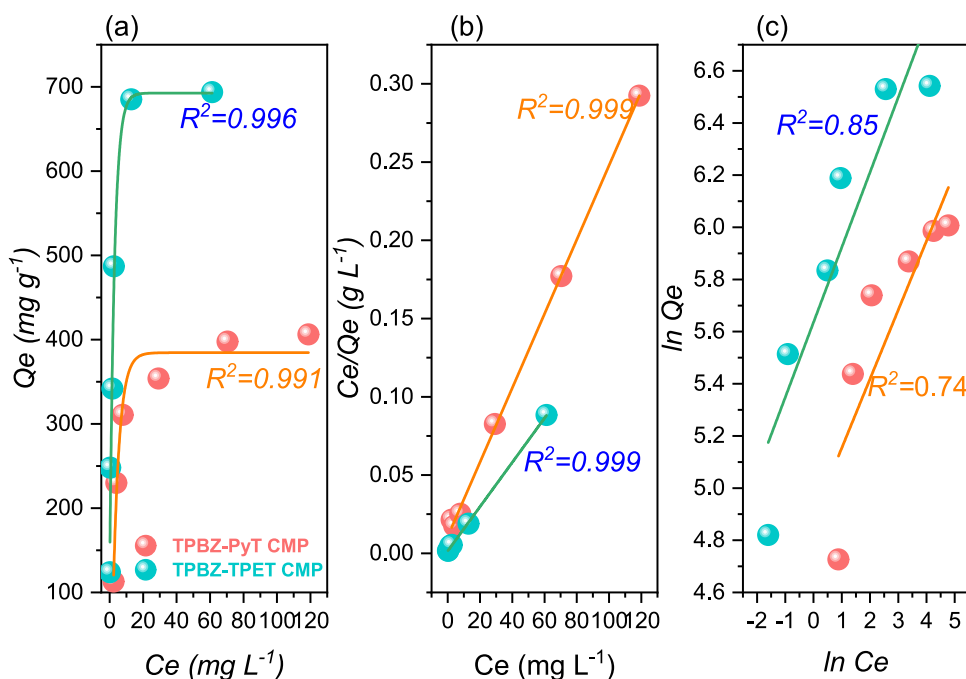 (a)
(b)
(c)
700
600
500
400
300
200
100
Qe (mg g⁻¹)
R²=0.996
R²=0.991
TPBZ-PyT CMP
TPBZ-TPET CMP
0 20 40 60 80 100 120
Ce (mg L⁻¹)
0.30
0.25
0.20
0.15
0.10
0.05
0.00
Ce/Qe (g L⁻¹)
R²=0.999
R²=0.999
0 20 40 60 80 100 120
Ce (mg L⁻¹)
6.6
6.4
6.2
6.0
5.8
5.6
5.4
5.2
5.0
4.8
4.6
ln Qe
R²=0.85
R²=0.74
-2 -1 0 1 2 3 4 5
ln Ce